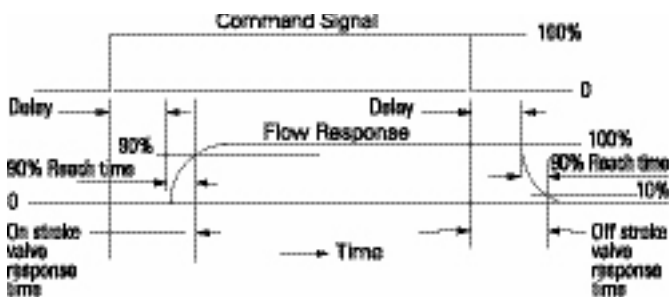 Command Signal
100%
0
Delay
Delay
Flow Response
90%
100%
90% Reach time
90% Reach time
10%
0
On stroke
valve
response
time
Time
Off stroke
valve
response
time